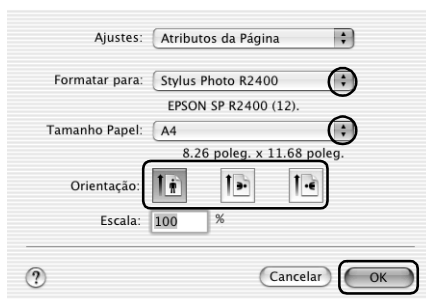 Ajustes: Atributos da Página
Formatar para: Stylus Photo R2400
EPSON SP R2400 (12).
Tamanho Papel: A4
8.26 poleg. x 11.68 poleg.
Orientação:
Escala: 100 %
? Cancelar OK